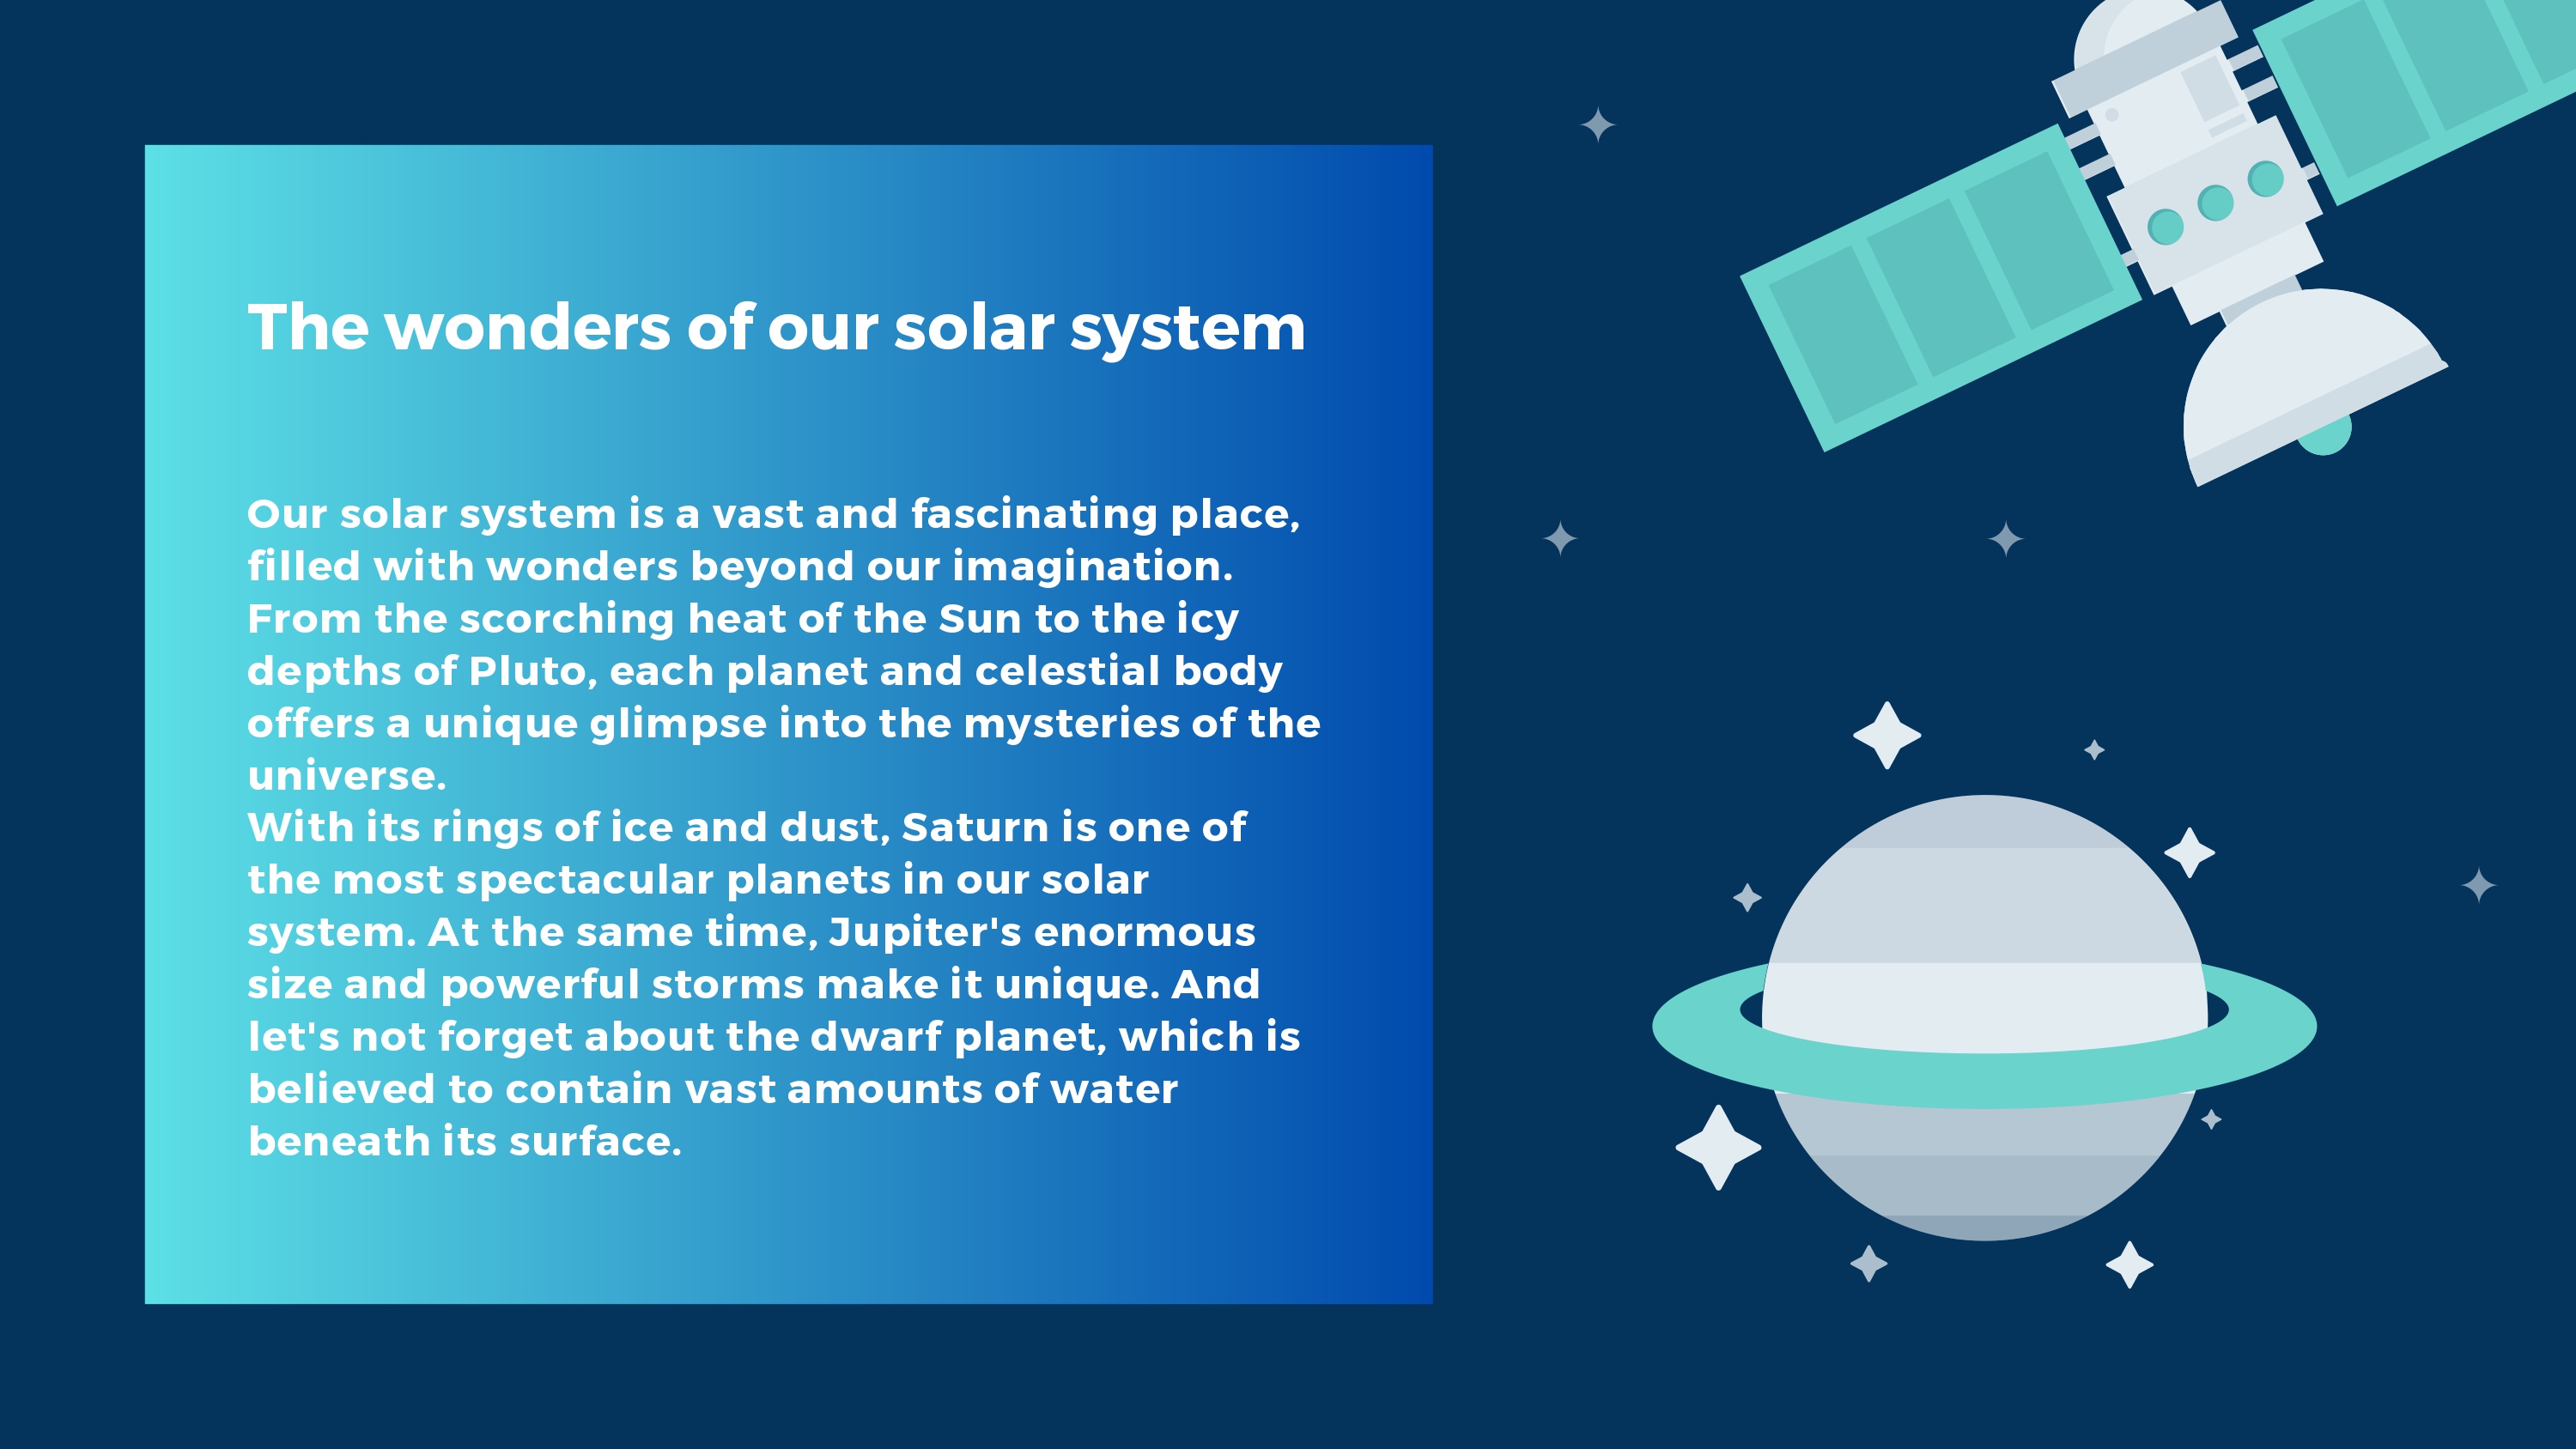 The wonders of our solar system
Our solar system is a vast and fascinating place,
filled with wonders beyond our imagination.
From the scorching heat of the Sun to the icy
depths of Pluto, each planet and celestial body
offers a unique glimpse into the mysteries of the
universe.
With its rings of ice and dust, Saturn is one of
the most spectacular planets in our solar
system. At the same time, Jupiter's enormous
size and powerful storms make it unique. And
let's not forget about the dwarf planet, which is
believed to contain vast amounts of water
beneath its surface.